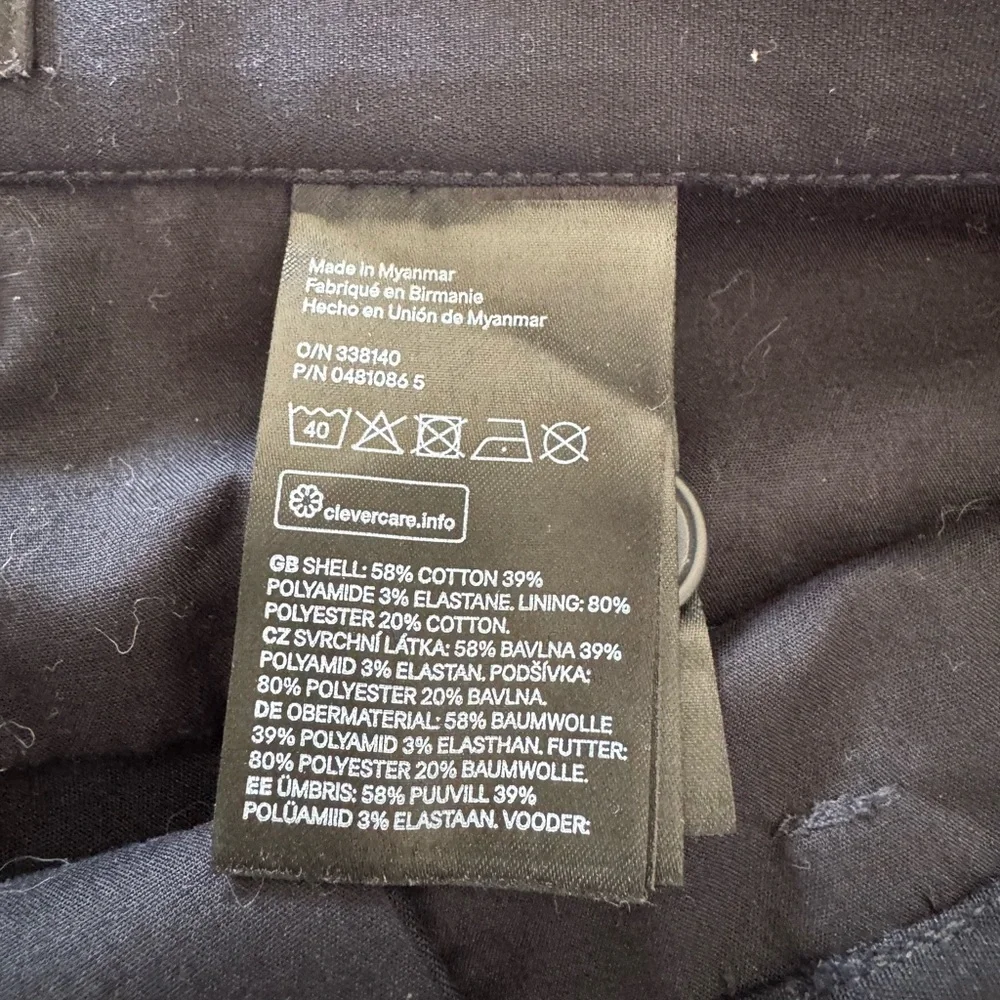 Made in Myanmar
Fabriqué en Birmanie
Hecho en Unión de Myanmar
O/N 338140
P/N 0481086 5
40
clevercare.info
GB SHELL: 58% COTTON 39%
POLYAMIDE 3% ELASTANE. LINING: 80%
POLYESTER 20% COTTON.
CZ SVRCHNÍ LÁTKA: 58% BAVLNA 39%
POLYAMID 3% ELASTAN. PODŠÍVKA:
80% POLYESTER 20% BAVLNA.
DE OBERMATERIAL: 58% BAUMWOLLE
39% POLYAMID 3% ELASTHAN. FUTTER:
80% POLYESTER 20% BAUMWOLLE.
EE ÜMBRIS: 58% PUUVILL 39%
POLÜAMIID 3% ELASTAAN. VOODER: